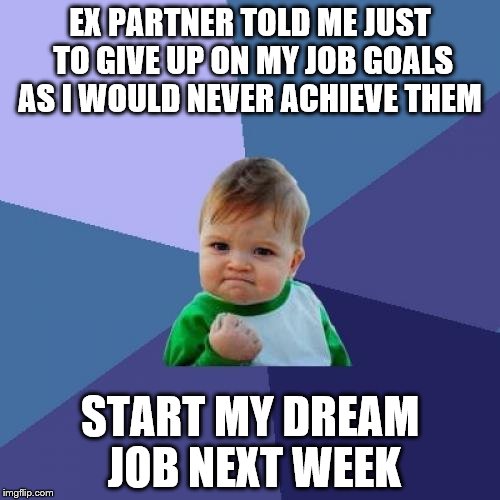 EX PARTNER TOLD ME JUST
TO GIVE UP ON MY JOB GOALS
AS I WOULD NEVER ACHIEVE THEM
START MY DREAM
JOB NEXT WEEK
imgflip.com